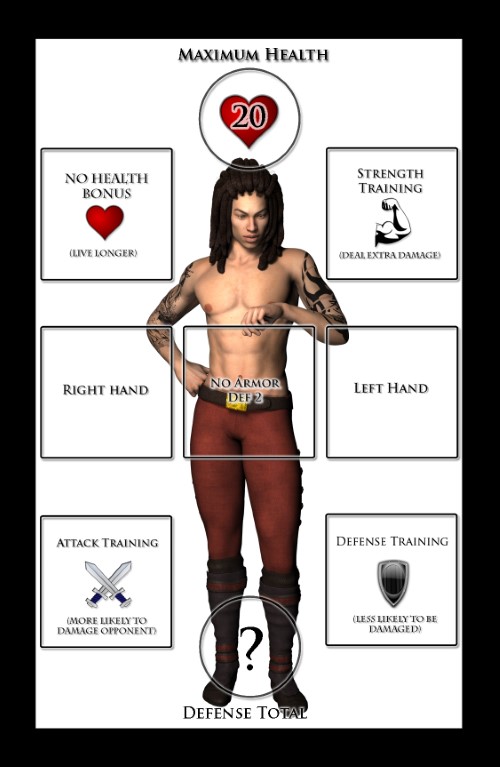 Maximum Health
20
No Health
Bonus
(Live Longer)
Strength
Training
(Deal Extra Damage)
Right Hand
No Armor
Def 2
Left Hand
Attack Training
(More likely to
damage opponent)
Defense Training
(Less likely to be
damaged)
?
Defense Total